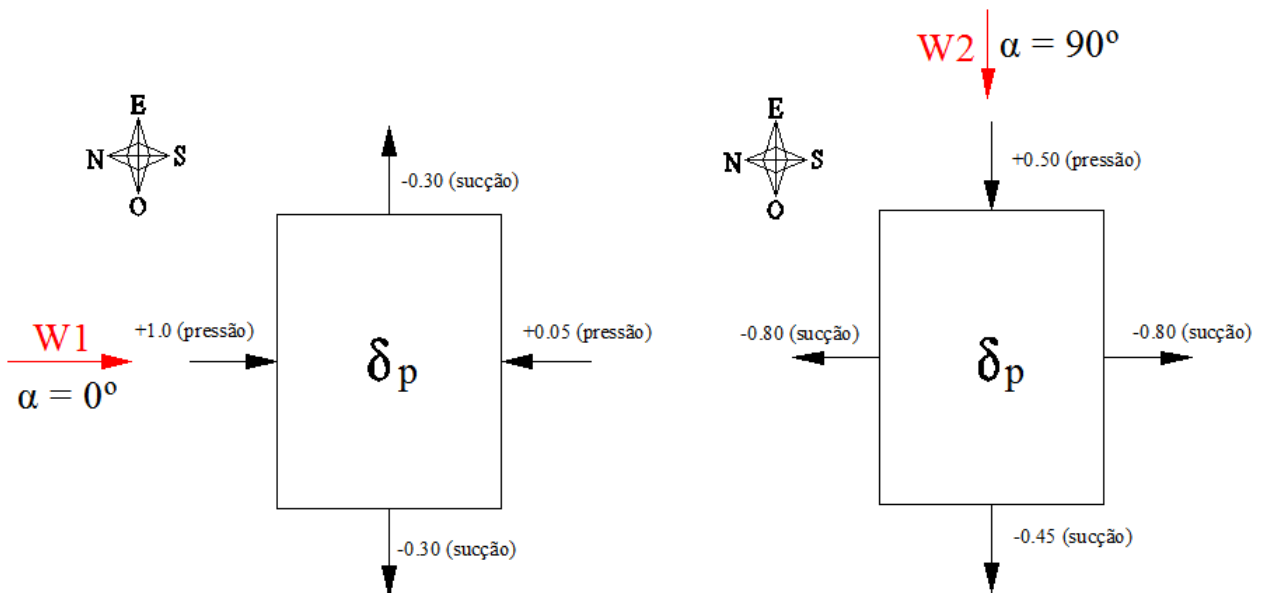 W2
α = 90º
E
N
S
O
-0.30 (sucção)
W1
α = 0º
+1.0 (pressão)
δp
+0.05 (pressão)
-0.30 (sucção)
E
N
S
O
+0.50 (pressão)
-0.80 (sucção)
δp
-0.80 (sucção)
-0.45 (sucção)